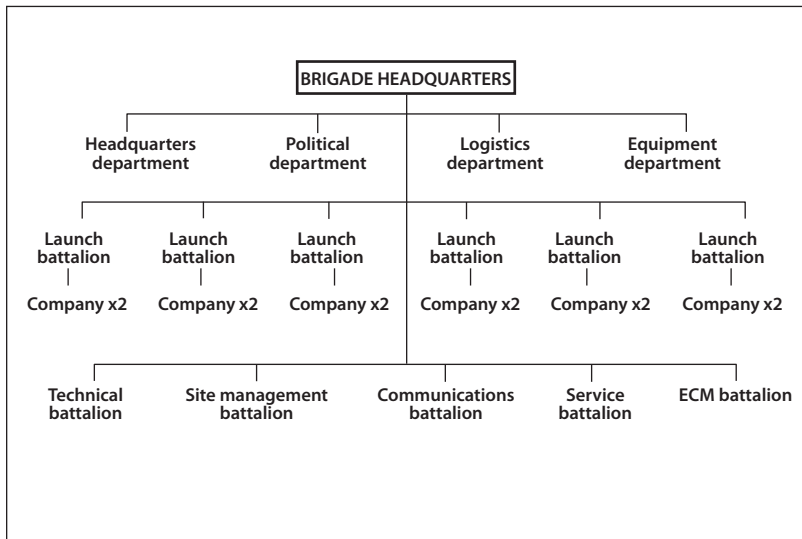 BRIGADE HEADQUARTERS
Headquarters
department
Political
department
Logistics
department
Equipment
department
Launch
battalion
Launch
battalion
Launch
battalion
Launch
battalion
Launch
battalion
Launch
battalion
Company x2
Company x2
Company x2
Company x2
Company x2
Company x2
Technical
battalion
Site management
battalion
Communications
battalion
Service
battalion
ECM battalion